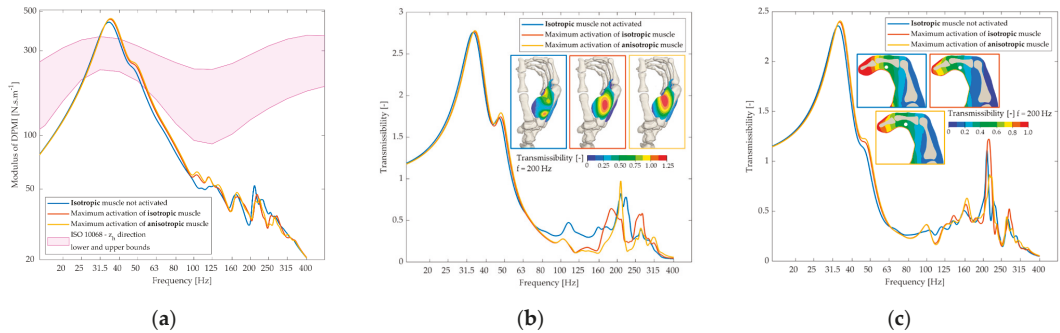 Modulus of DPMI [N.s.m⁻¹]
500
300
100
50
20
Isotropic muscle not activated
Maximum activation of isotropic muscle
Maximum activation of anisotropic muscle
ISO 10068 - zh direction
lower and upper bounds
20 25 31.5 40 50 63 80 100 125 160 200 250 315 400
Frequency [Hz]
(a)
Transmissibility [-]
3
2.5
2
1.5
1
0.5
0
Isotropic muscle not activated
Maximum activation of isotropic muscle
Maximum activation of anisotropic muscle
Transmissibility [-]
f = 200 Hz
0 0.25 0.50 0.75 1.00 1.25
20 25 31.5 40 50 63 80 100 125 160 200 250 315 400
Frequency [Hz]
(b)
Transmissibility [-]
2.5
2
1.5
1
0.5
0
Isotropic muscle not activated
Maximum activation of isotropic muscle
Maximum activation of anisotropic muscle
Transmissibility [-] f = 200 Hz
0 0.2 0.4 0.6 0.8 1.0
20 25 31.5 40 50 63 80 100 125 160 200 250 315 400
Frequency [Hz]
(c)